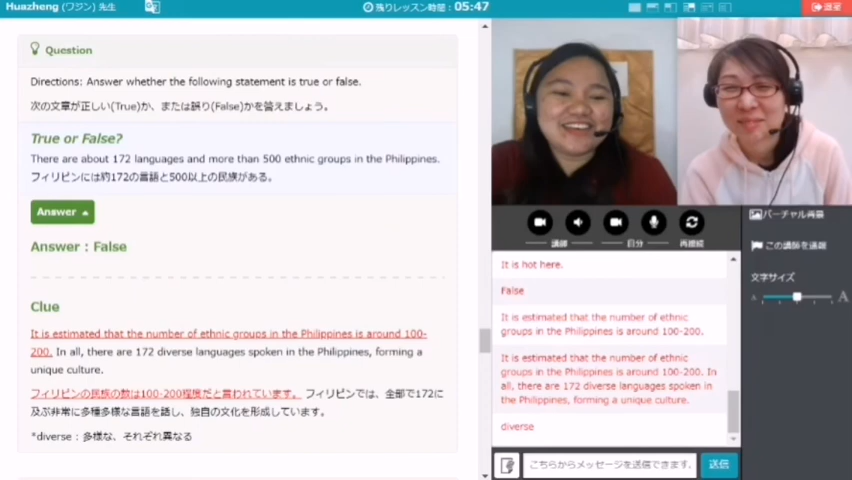 Huazheng (ワジン) 先生
残りレッスン時間：05:47
退室
Question
Directions: Answer whether the following statement is true or false.
次の文章が正しい(True)か、または誤り(False)かを答えましょう。
True or False?
There are about 172 languages and more than 500 ethnic groups in the Philippines.
フィリピンには約172の言語と500以上の民族がある。
Answer
Answer : False
Clue
It is estimated that the number of ethnic groups in the Philippines is around 100-
200. In all, there are 172 diverse languages spoken in the Philippines, forming a
unique culture.
フィリピンの民族の数は100-200程度だと言われています。 フィリピンでは、全部で172に
及ぶ非常に多種多様な言語を話し、独自の文化を形成しています。
*diverse : 多様な、それぞれ異なる
講師
自分
再接続
It is hot here.
False
It is estimated that the number of ethnic
groups in the Philippines is around 100-200.
It is estimated that the number of ethnic
groups in the Philippines is around 100-200. In
all, there are 172 diverse languages spoken in
the Philippines, forming a unique culture.
diverse
こちらからメッセージを送信できます。
送信
バーチャル背景
この講師を通報
文字サイズ
A
A